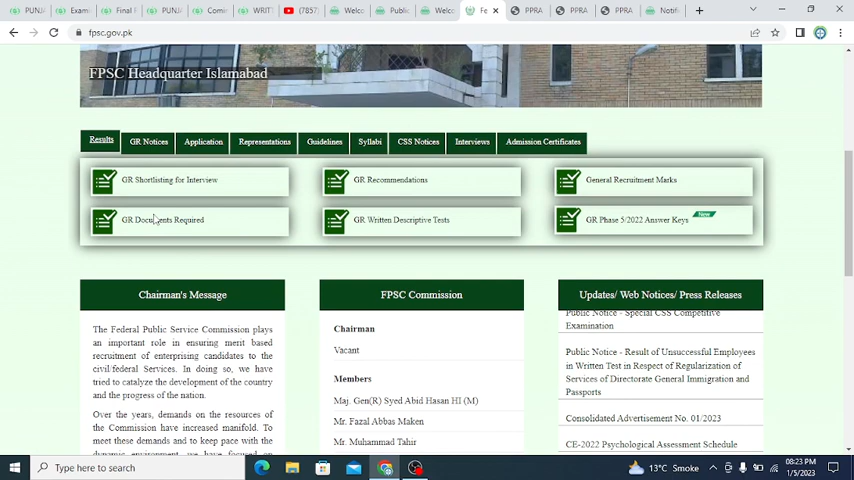 PUNJ
Exam
Final E
PUNJ
Com
WRIT
(7857)
Welco
Public
Welco
Fe
PPRA
PPRA
PPRA
Notifi
fpsc.gov.pk
FPSC Headquarter Islamabad
Results
GR Notices
Application
Representations
Guidelines
Syllabi
CSS Notices
Interviews
Admission Certificates
GR Shortlisting for Interview
GR Recommendations
General Recruitment Marks
GR Documents Required
GR Written Descriptive Tests
GR Phase 5/2022 Answer Keys
New
Chairman's Message
The Federal Public Service Commission plays
an important role in ensuring merit based
recruitment of enterprising candidates to the
civil/federal Services. In doing so, we have
tried to catalyze the development of the country
and the progress of the nation.
Over the years, demands on the resources of
the Commission have increased manifold. To
meet these demands and to keep pace with the
dynamic environment, we have focused on
FPSC Commission
Chairman
Vacant
Members
Maj. Gen(R) Syed Abid Hasan HI (M)
Mr. Fazal Abbas Maken
Mr. Muhammad Tahir
Updates/ Web Notices/ Press Releases
Public Notice - Special CSS Competitive
Examination
Public Notice - Result of Unsuccessful Employees
in Written Test in Respect of Regularization of
Services of Directorate General Immigration and
Passports
Consolidated Advertisement No. 01/2023
CE-2022 Psychological Assessment Schedule
Type here to search
13°C Smoke
08:23 PM
1/5/2023